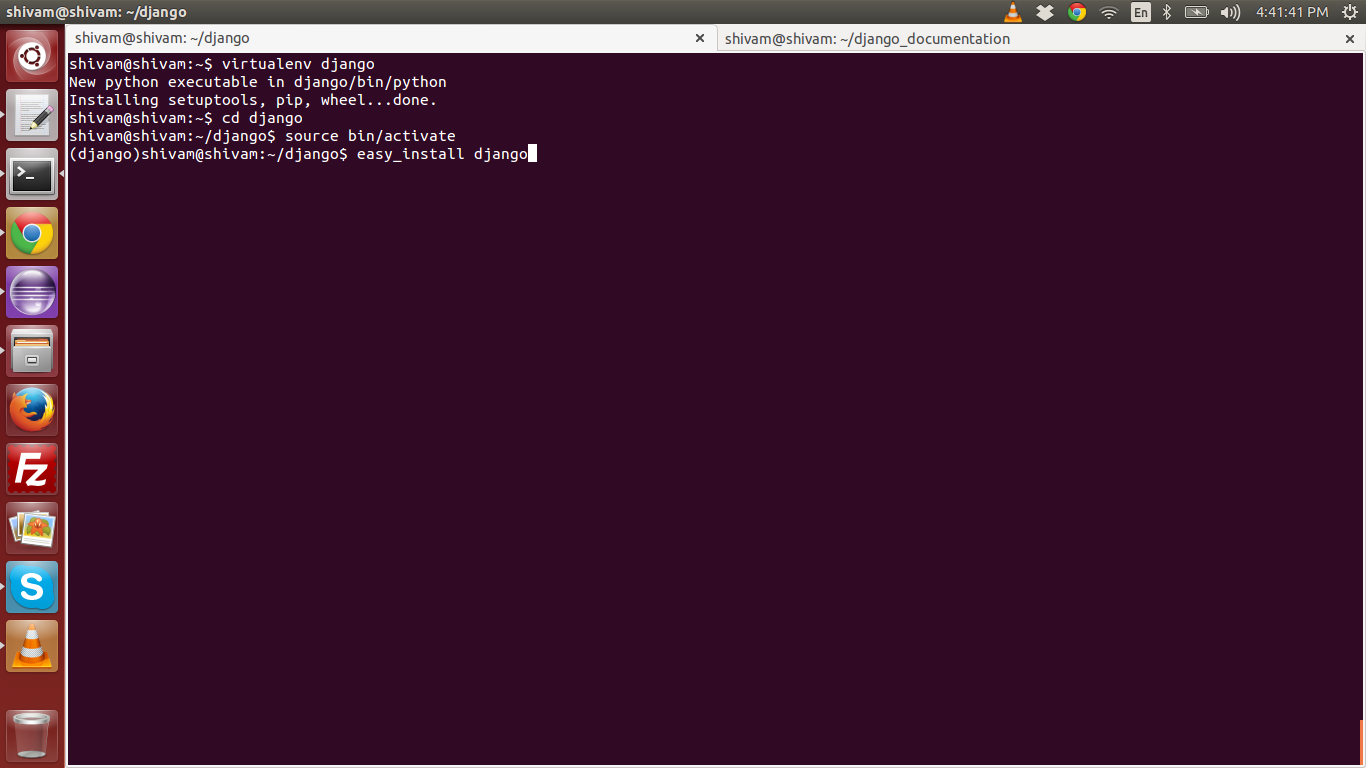 shivam@shivam: ~/django
En
4:41:41 PM
shivam@shivam: ~/django
shivam@shivam: ~/django_documentation
shivam@shivam:~$ virtualenv django
New python executable in django/bin/python
Installing setuptools, pip, wheel...done.
shivam@shivam:~$ cd django
shivam@shivam:~/django$ source bin/activate
(django)shivam@shivam:~/django$ easy_install django
>_
Fz
S